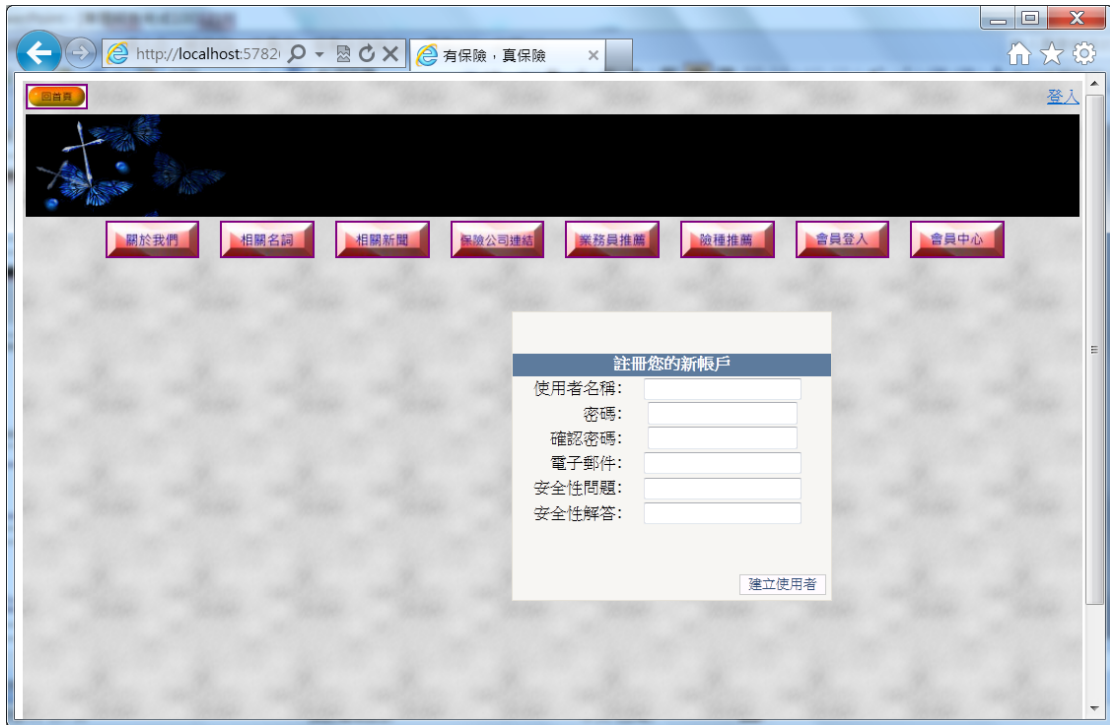 http://localhost:5782
有保險，真保險
回首頁
登入
關於我們
相關名詞
相關新聞
保險公司連結
業務員推薦
險種推薦
會員登入
會員中心
註冊您的新帳戶
使用者名稱:
密碼:
確認密碼:
電子郵件:
安全性問題:
安全性解答:
建立使用者